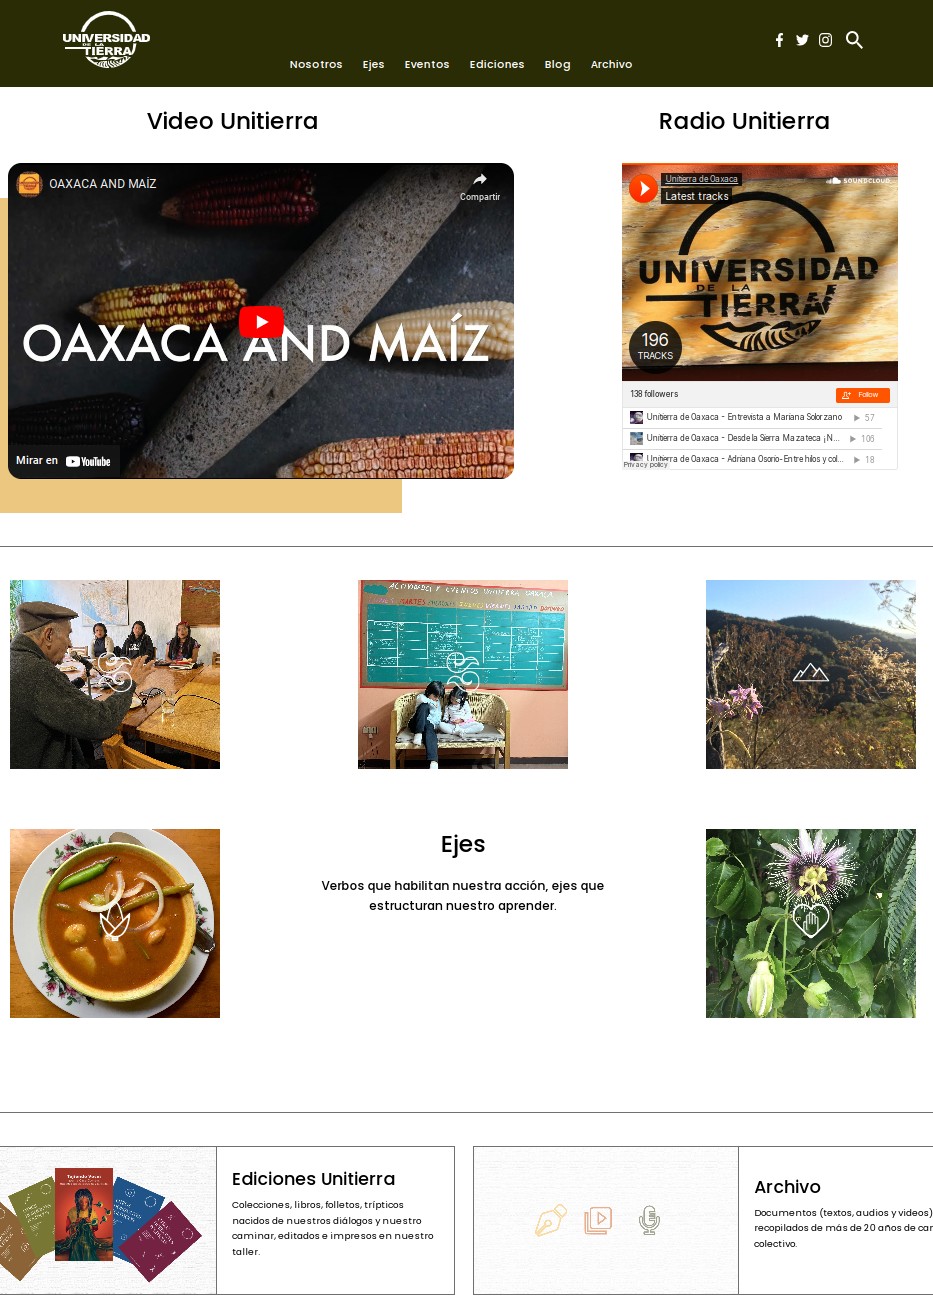 UNIVERSIDAD
DE LA
TIERRA
Nosotros Ejes Eventos Ediciones Blog Archivo
Video Unitierra
Radio Unitierra
OAXACA AND MAÍZ
Compartir
OAXACA AND MAÍZ
Mirar en YouTube
Unitierra de Oaxaca
SOUNDCLOUD
Latest tracks
UNIVERSIDAD
DE LA
TIERRA
196
TRACKS
138 followers
Follow
Unitierra de Oaxaca - Entrevista a Mariana Solorzano 57
Unitierra de Oaxaca - Desde la Sierra Mazateca ¡N... 106
Unitierra de Oaxaca - Adriana Osorio- Entre hilos y col... 18
Privacy policy
ACTIVIDADES Y EVENTOS UNITIERRA OAXACA
Ejes
Verbos que habilitan nuestra acción, ejes que
estructuran nuestro aprender.
Tejiendo Voces
Ediciones Unitierra
Colecciones, libros, folletos, trípticos
nacidos de nuestros diálogos y nuestro
caminar, editados e impresos en nuestro
taller.
Archivo
Documentos (textos, audios y videos)
recopilados de más de 20 años de
colectivo.